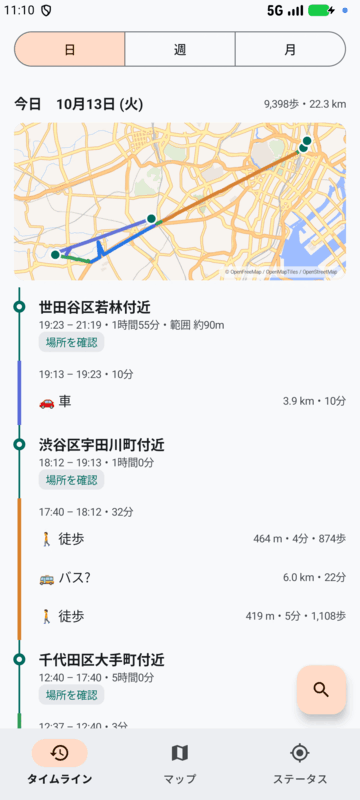 11:10
5G
日
週
月
今日 10月13日 (火)
9,398歩・22.3 km
© OpenFreeMap / OpenMapTiles / OpenStreetMap
世田谷区若林付近
19:23 – 21:19・1時間55分・範囲 約90m
場所を確認
19:13 – 19:23・10分
車
3.9 km・10分
渋谷区宇田川町付近
18:12 – 19:13・1時間0分
場所を確認
17:40 – 18:12・32分
徒歩
464 m・4分・874歩
バス?
6.0 km・22分
徒歩
419 m・5分・1,108歩
千代田区大手町付近
12:40 – 17:40・5時間0分
場所を確認
12:37 – 12:40・3分
タイムライン
マップ
ステータス